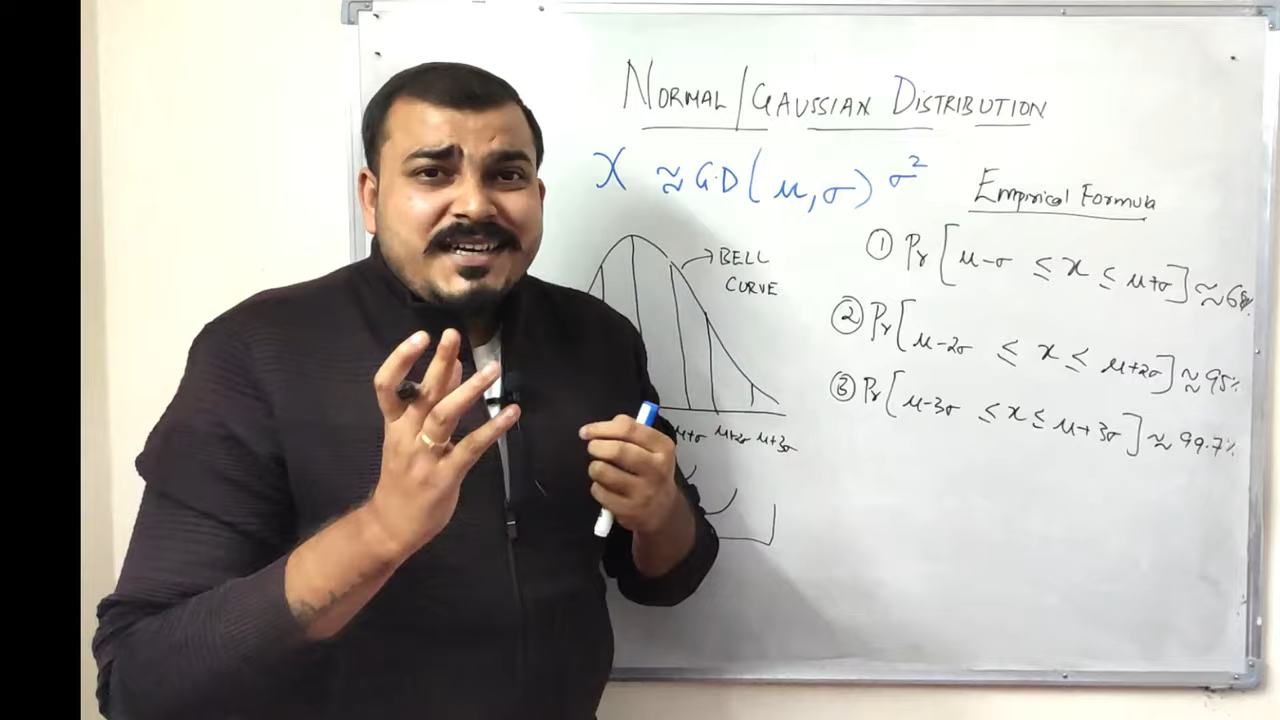 NORMAL/GAUSSIAN DISTRIBUTION
X ≈ G.D(μ,σ) σ²
Empirical Formula
① Pr[μ-σ ≤ x ≤ μ+σ] ≈ 68%
② Pr[μ-2σ ≤ x ≤ μ+2σ] ≈ 95%
③ Pr[μ-3σ ≤ x ≤ μ+3σ] ≈ 99.7%
BELL
CURVE
μ+σ μ+2σ μ+3σ